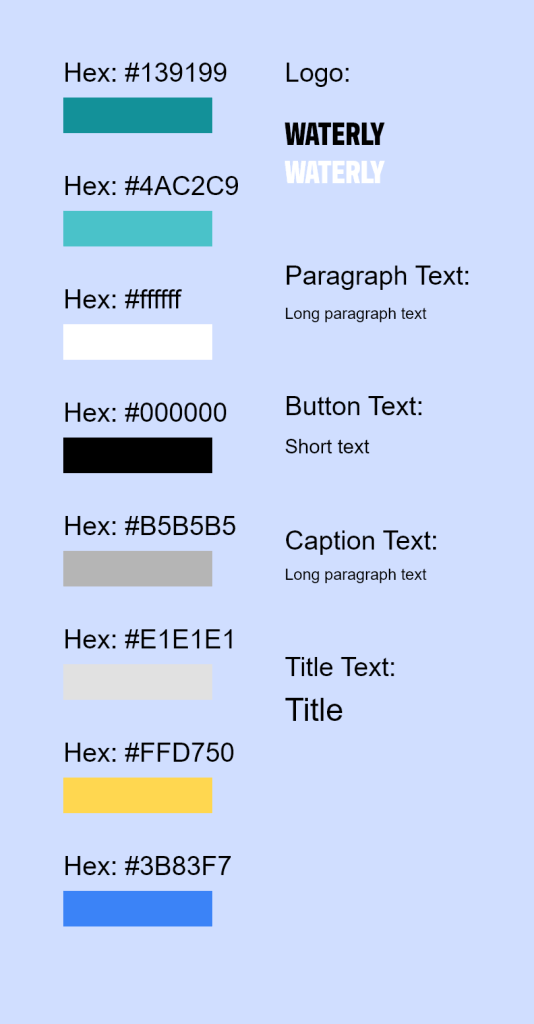 Hex: #139199
Hex: #4AC2C9
Hex: #ffffff
Hex: #000000
Hex: #B5B5B5
Hex: #E1E1E1
Hex: #FFD750
Hex: #3B83F7
Logo:
WATERLY
WATERLY
Paragraph Text:
Long paragraph text
Button Text:
Short text
Caption Text:
Long paragraph text
Title Text:
Title